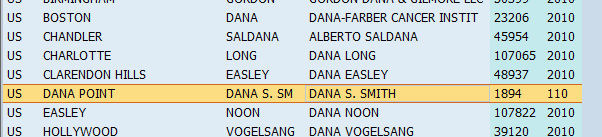 US BIRMINGHAM GORDON GORDON DANA & GILMORE LLC 2010
US BOSTON DANA DANA-FARBER CANCER INSTIT 23206 2010
US CHANDLER SALDANA ALBERTO SALDANA 45954 2010
US CHARLOTTE LONG DANA LONG 107065 2010
US CLARENDON HILLS EASLEY DANA EASLEY 48937 2010
US DANA POINT DANA S. SM DANA S. SMITH 1894 110
US EASLEY NOON DANA NOON 107822 2010
US HOLLYWOOD VOGELSANG DANA VOGELSANG 39120 2010